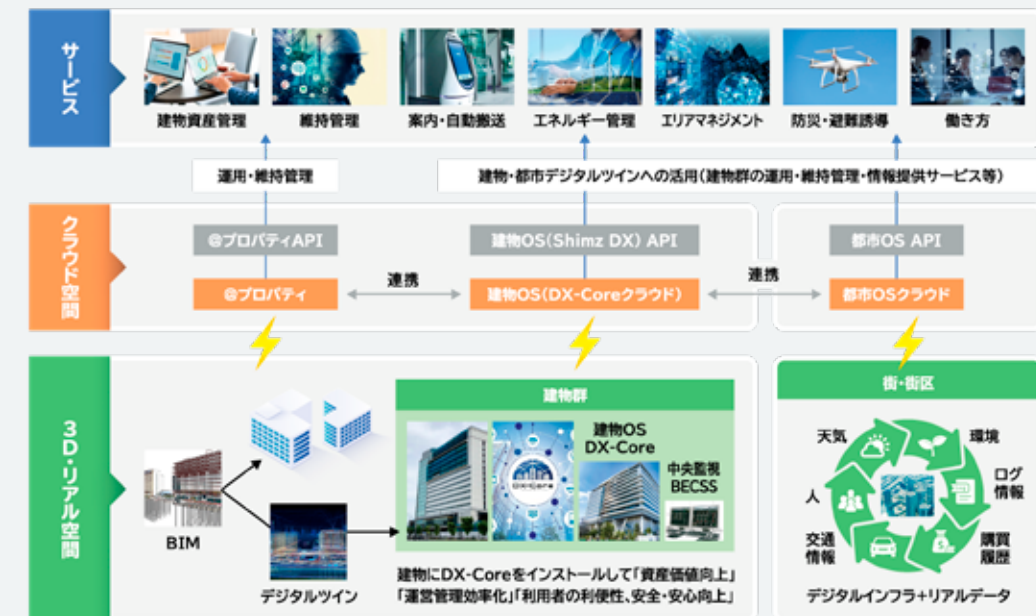 サービス
建物資産管理
維持管理
案内・自動搬送
エネルギー管理
エリアマネジメント
防災・避難誘導
働き方
運用・維持管理
建物・都市デジタルツインへの活用(建物群の運用・維持管理・情報提供サービス等)
クラウド空間
@プロパティAPI
建物OS(Shimz DX) API
都市OS API
@プロパティ
連携
建物OS(DX-Coreクラウド)
連携
都市OSクラウド
3D・リアル空間
BIM
デジタルツイン
建物群
DX-Core
建物OS
DX-Core
中央監視
BECSS
建物にDX-Coreをインストールして「資産価値向上」
「運営管理効率化」「利用者の利便性、安全・安心向上」
街・街区
天気
環境
人
ログ
情報
交通
情報
購買
履歴
デジタルインフラ+リアルデータ